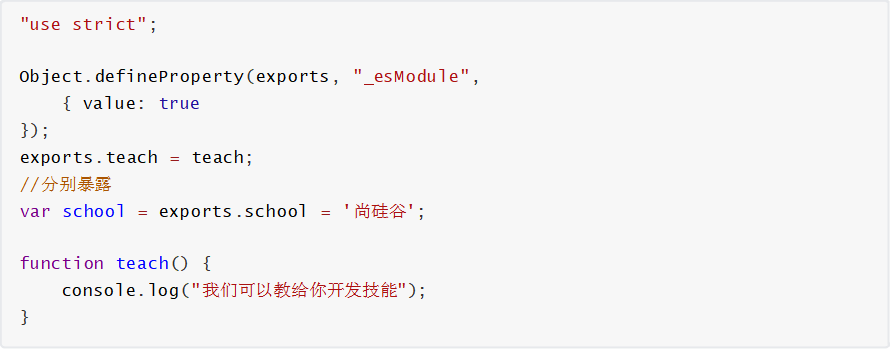 "use strict";
Object.defineProperty(exports, "_esModule",
{ value: true
});
exports.teach = teach;
//分别暴露
var school = exports.school = '尚硅谷';
function teach() {
console.log("我们可以教给你开发技能");
}